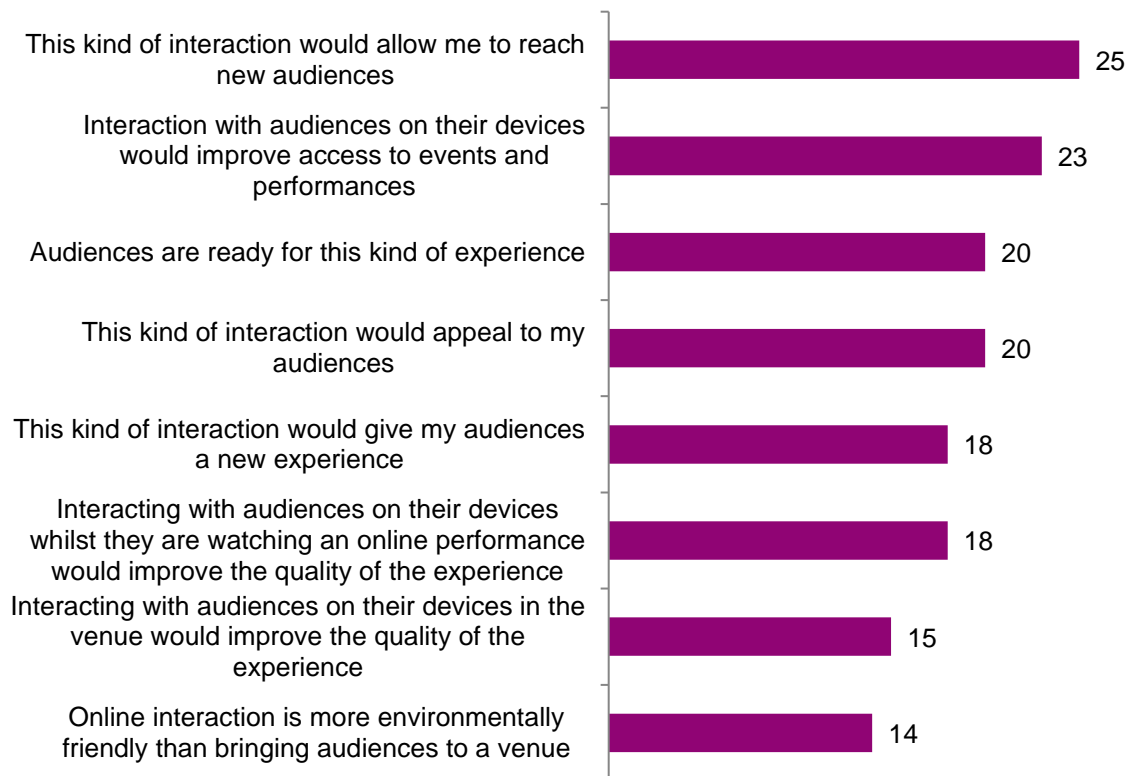 This kind of interaction would allow me to reach
new audiences
25
Interaction with audiences on their devices
would improve access to events and
performances
23
Audiences are ready for this kind of experience
20
This kind of interaction would appeal to my
audiences
20
This kind of interaction would give my audiences
a new experience
18
Interacting with audiences on their devices
whilst they are watching an online performance
would improve the quality of the experience
18
Interacting with audiences on their devices in the
venue would improve the quality of the
experience
15
Online interaction is more environmentally
friendly than bringing audiences to a venue
14